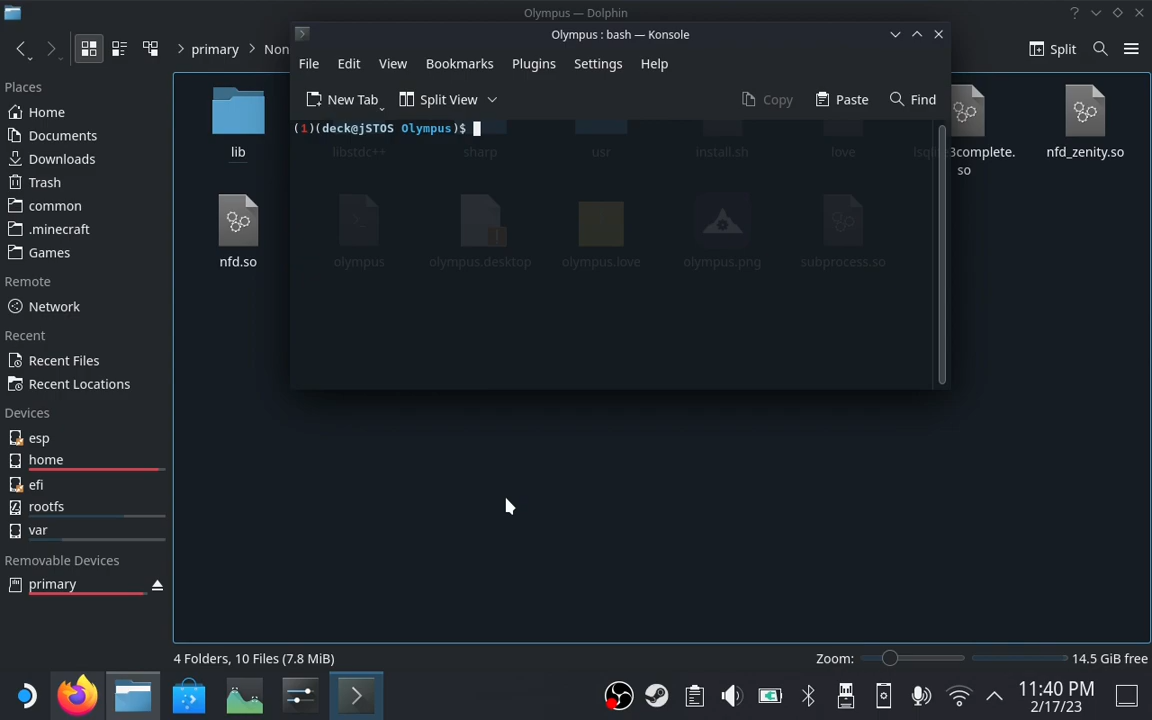 Olympus — Dolphin
primary
Non
Split
Places
Home
Documents
Downloads
Trash
common
.minecraft
Games
Remote
Network
Recent
Recent Files
Recent Locations
Devices
esp
home
efi
rootfs
var
Removable Devices
primary
Olympus : bash — Konsole
File Edit View Bookmarks Plugins Settings Help
New Tab Split View Copy Paste Find
(1)(deck@jSTOS Olympus)$
lib
libstdc++
sharp
usr
install.sh
love
lsqlite3complete.
so
nfd_zenity.so
nfd.so
olympus
olympus.desktop
olympus.love
olympus.png
subprocess.so
4 Folders, 10 Files (7.8 MiB)
Zoom:
14.5 GiB free
11:40 PM
2/17/23